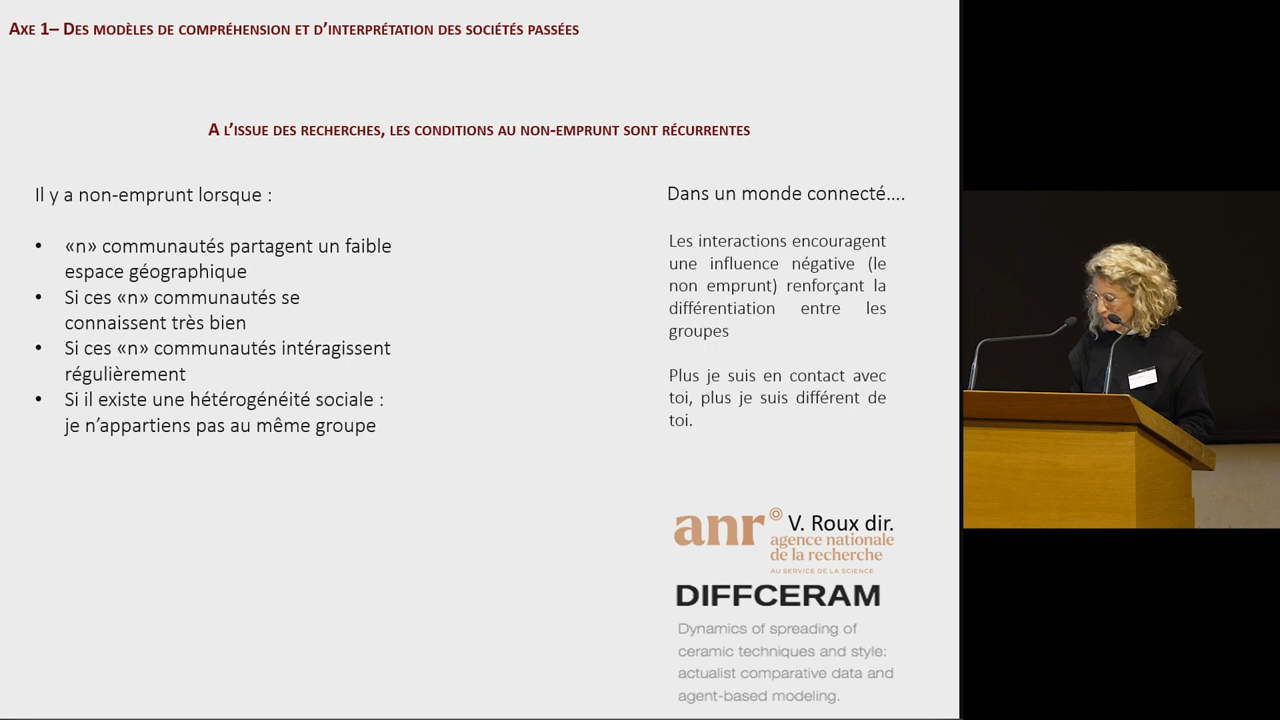 Axe 1– Des modèles de compréhension et d’interprétation des sociétés passées
A l’issue des recherches, les conditions au non-emprunt sont récurrentes
Il y a non-emprunt lorsque :
• «n» communautés partagent un faible
espace géographique
• Si ces «n» communautés se
connaissent très bien
• Si ces «n» communautés intéragissent
régulièrement
• Si il existe une hétérogénéité sociale :
je n’appartiens pas au même groupe
Dans un monde connecté....
Les interactions encouragent
une influence négative (le
non emprunt) renforçant la
différentiation entre les
groupes
Plus je suis en contact avec
toi, plus je suis différent de
toi.
anr V. Roux dir.
agence nationale
de la recherche
AU SERVICE DE LA SCIENCE
DIFFCERAM
Dynamics of spreading of
ceramic techniques and style:
actualist comparative data and
agent-based modeling.